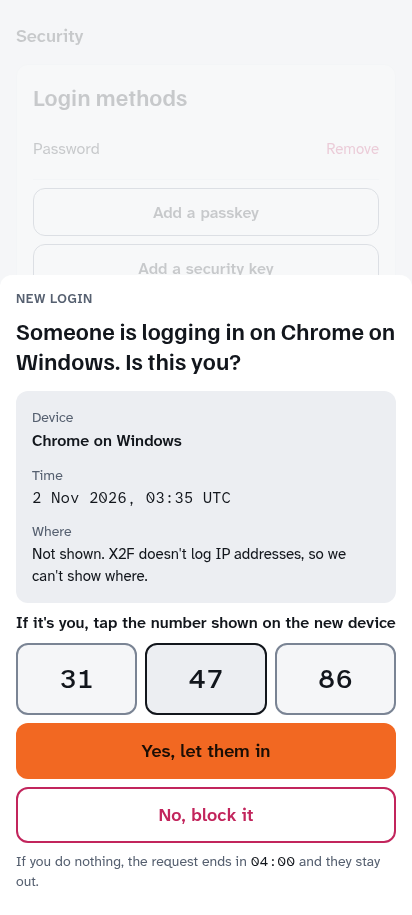 Security
Login methods
Password
Remove
Add a passkey
Add a security key
NEW LOGIN
Someone is logging in on Chrome on
Windows. Is this you?
Device
Chrome on Windows
Time
2 Nov 2026, 03:35 UTC
Where
Not shown. X2F doesn't log IP addresses, so we
can't show where.
If it's you, tap the number shown on the new device
31
47
86
Yes, let them in
No, block it
If you do nothing, the request ends in 04:00 and they stay
out.